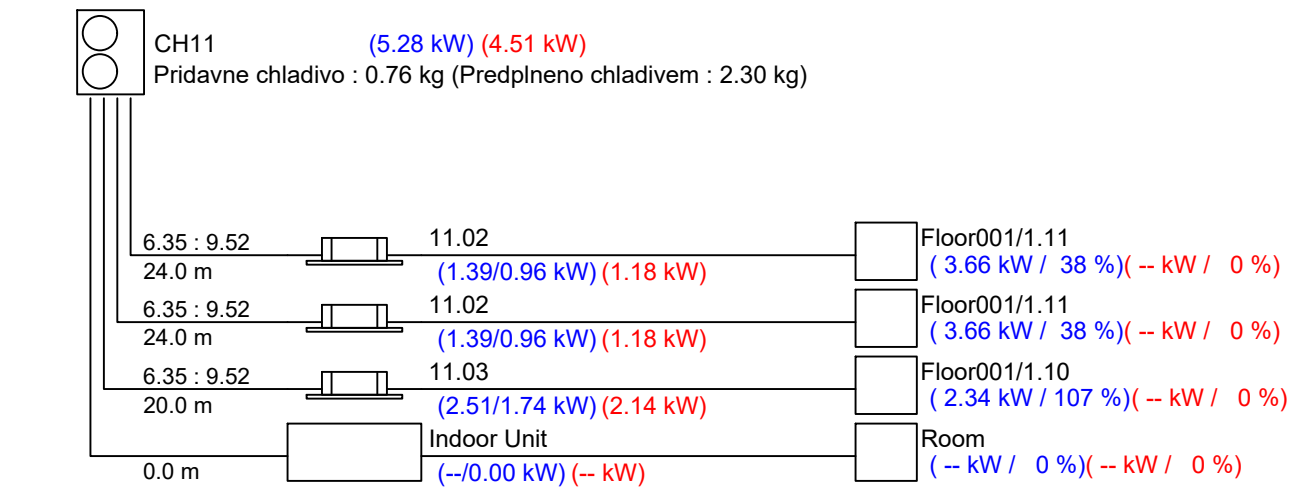 CH11 (5.28 kW) (4.51 kW)
Pridavne chladivo : 0.76 kg (Predplneno chladivem : 2.30 kg)
6.35 : 9.52 11.02 Floor001/1.11
24.0 m (1.39/0.96 kW) (1.18 kW) ( 3.66 kW / 38 %)( -- kW / 0 %)
6.35 : 9.52 11.02 Floor001/1.11
24.0 m (1.39/0.96 kW) (1.18 kW) ( 3.66 kW / 38 %)( -- kW / 0 %)
6.35 : 9.52 11.03 Floor001/1.10
20.0 m (2.51/1.74 kW) (2.14 kW) ( 2.34 kW / 107 %)( -- kW / 0 %)
Indoor Unit Room
0.0 m (--/0.00 kW) (-- kW) ( -- kW / 0 %)( -- kW / 0 %)